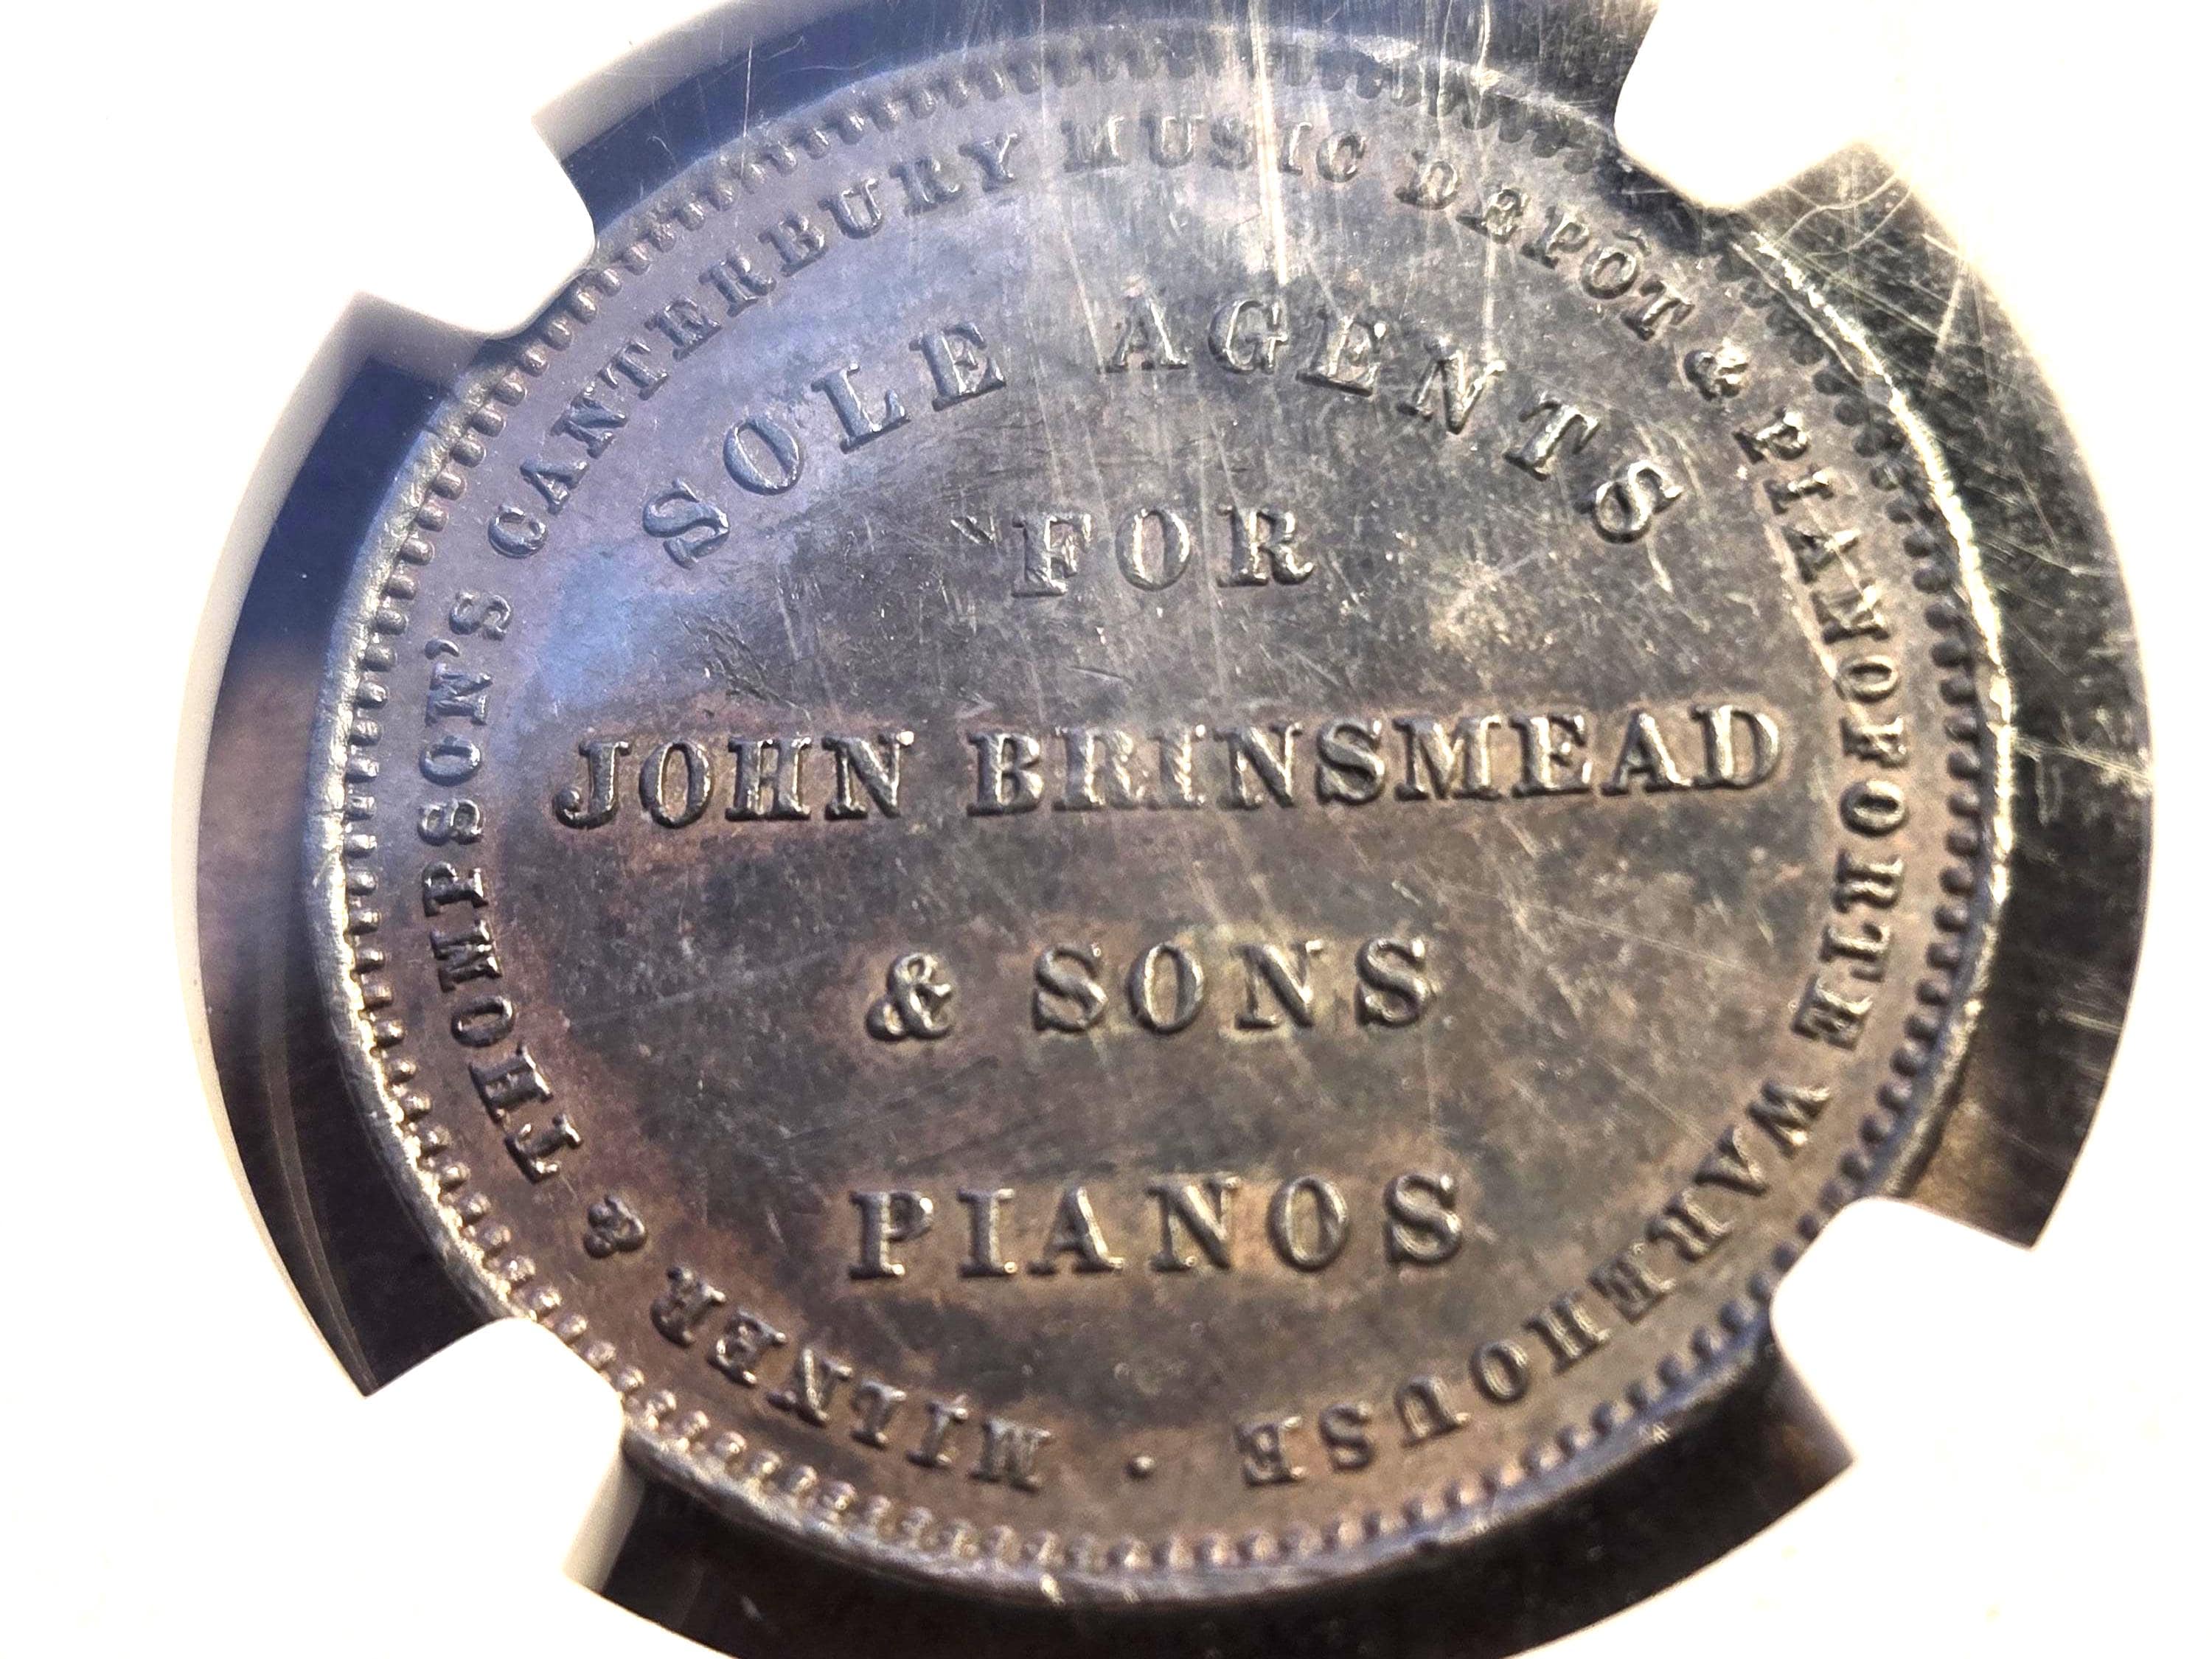 MILNER & THOMPSON'S CANTERBURY MUSIC DEPÔT & PIANOFORTE WAREHOUSE ·
SOLE AGENTS
FOR
JOHN BRINSMEAD
& SONS
PIANOS